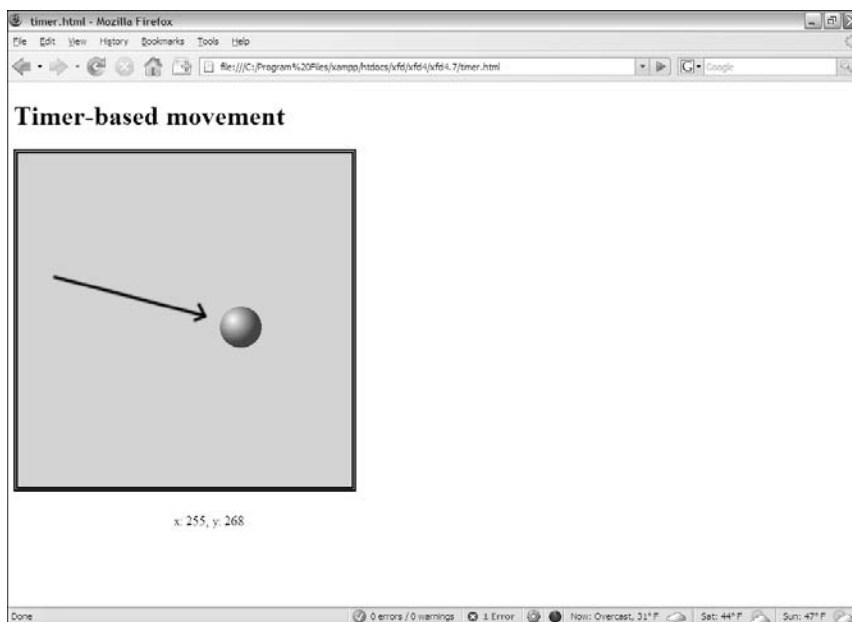 timer.html - Mozilla Firefox
File Edit View History Bookmarks Tools Help
file:///C:/Program%20Files/xampp/htdocs/xfd/xfd4/xfd4.7/timer.html
G Google
Timer-based movement
x: 255, y: 268
Done
0 errors / 0 warnings
1 Error
Now: Overcast, 31° F
Sat: 44° F
Sun: 47° F